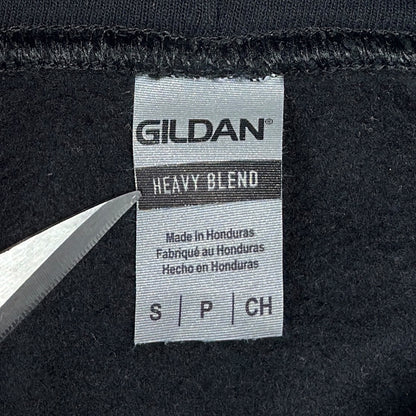 GILDAN®
HEAVY BLEND
Made in Honduras
Fabriqué au Honduras
Hecho en Honduras
S | P | CH